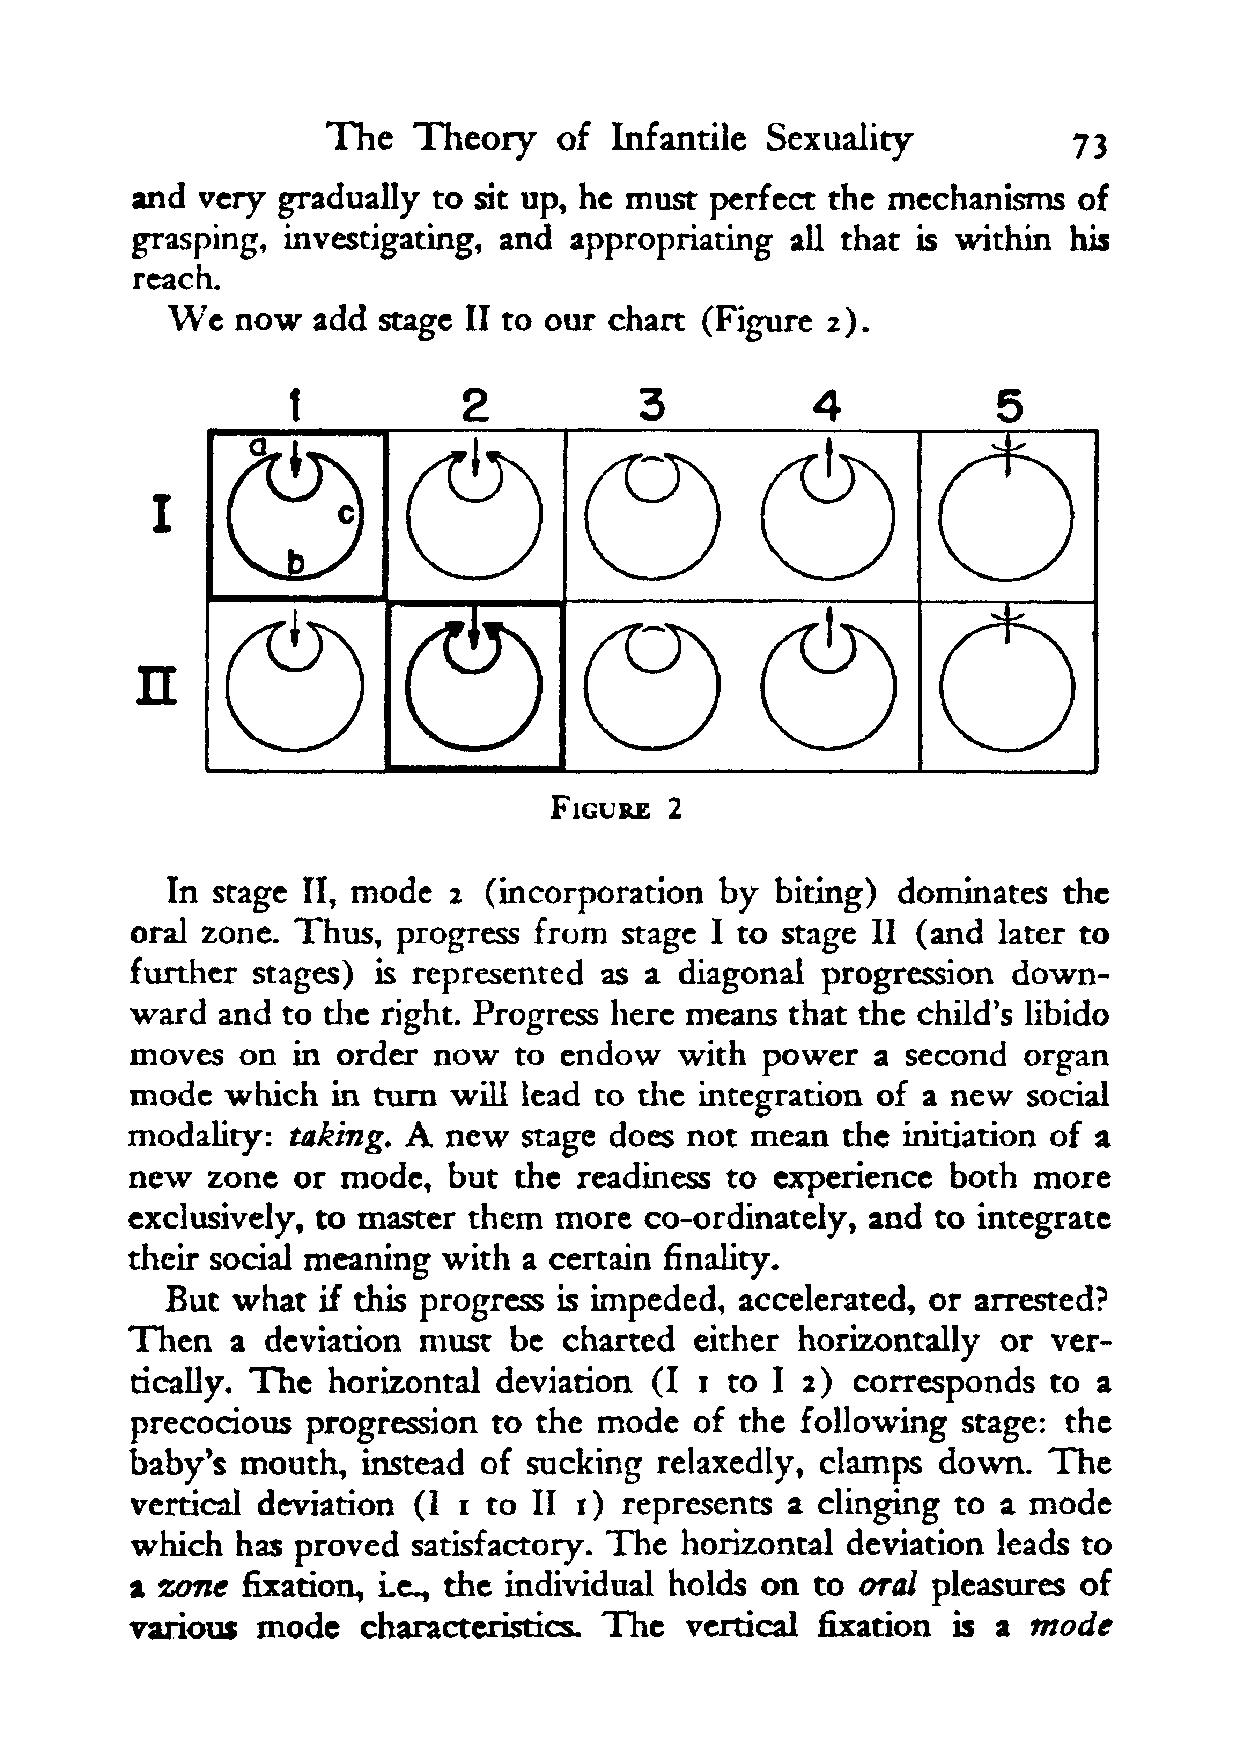 The Theory of Infantile Sexuality 73
and very gradually to sit up, he must perfect the mechanisms of
grasping, investigating, and appropriating all that is within his
reach.
We now add stage II to our chart (Figure 2).
1 2 3 4 5
a
I
c
b
II
FIGURE 2
In stage II, mode 2 (incorporation by biting) dominates the
oral zone. Thus, progress from stage I to stage II (and later to
further stages) is represented as a diagonal progression down-
ward and to the right. Progress here means that the child's libido
moves on in order now to endow with power a second organ
mode which in turn will lead to the integration of a new social
modality: taking. A new stage does not mean the initiation of a
new zone or mode, but the readiness to experience both more
exclusively, to master them more co-ordinately, and to integrate
their social meaning with a certain finality.
But what if this progress is impeded, accelerated, or arrested?
Then a deviation must be charted either horizontally or ver-
tically. The horizontal deviation (I 1 to I 2) corresponds to a
precocious progression to the mode of the following stage: the
baby's mouth, instead of sucking relaxedly, clamps down. The
vertical deviation (I 1 to II 1) represents a clinging to a mode
which has proved satisfactory. The horizontal deviation leads to
a zone fixation, i.e., the individual holds on to oral pleasures of
various mode characteristics. The vertical fixation is a mode